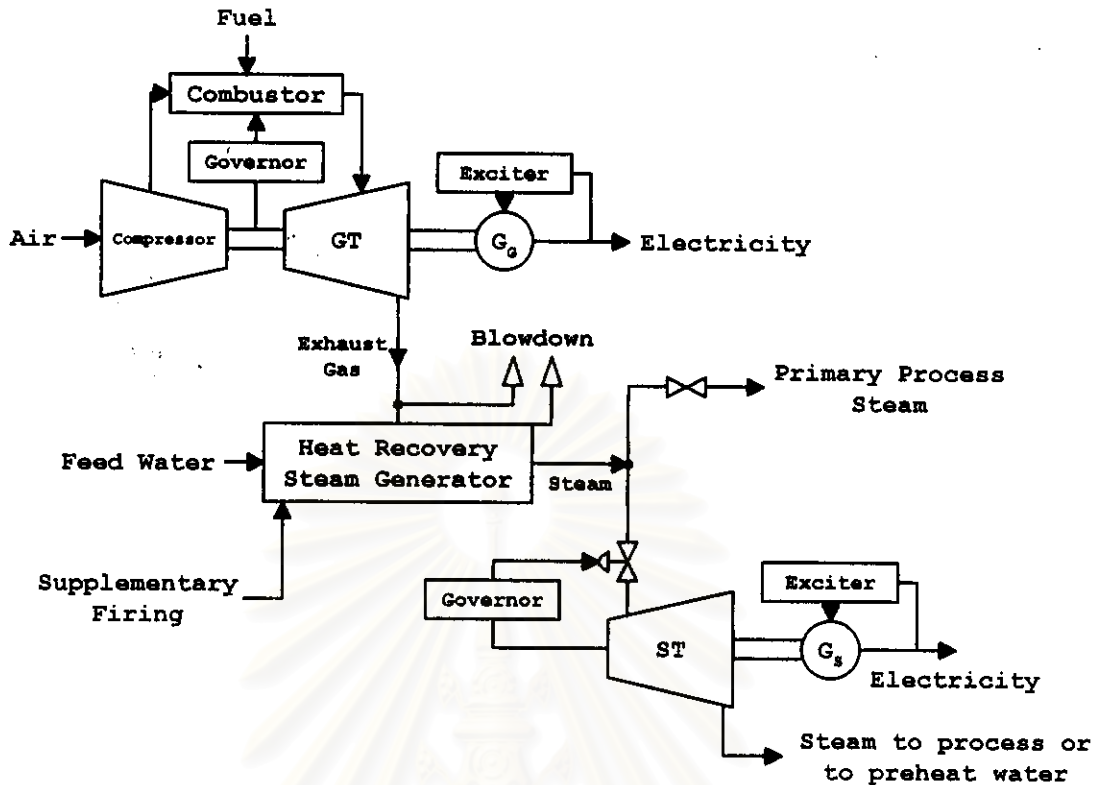 Fuel
Combustor
Governor
Exciter
Air
Compressor
GT
G_G
Electricity
Exhaust
Gas
Blowdown
Primary Process
Steam
Feed Water
Heat Recovery
Steam Generator
Steam
Supplementary
Firing
Governor
Exciter
ST
G_S
Electricity
Steam to process or
to preheat water